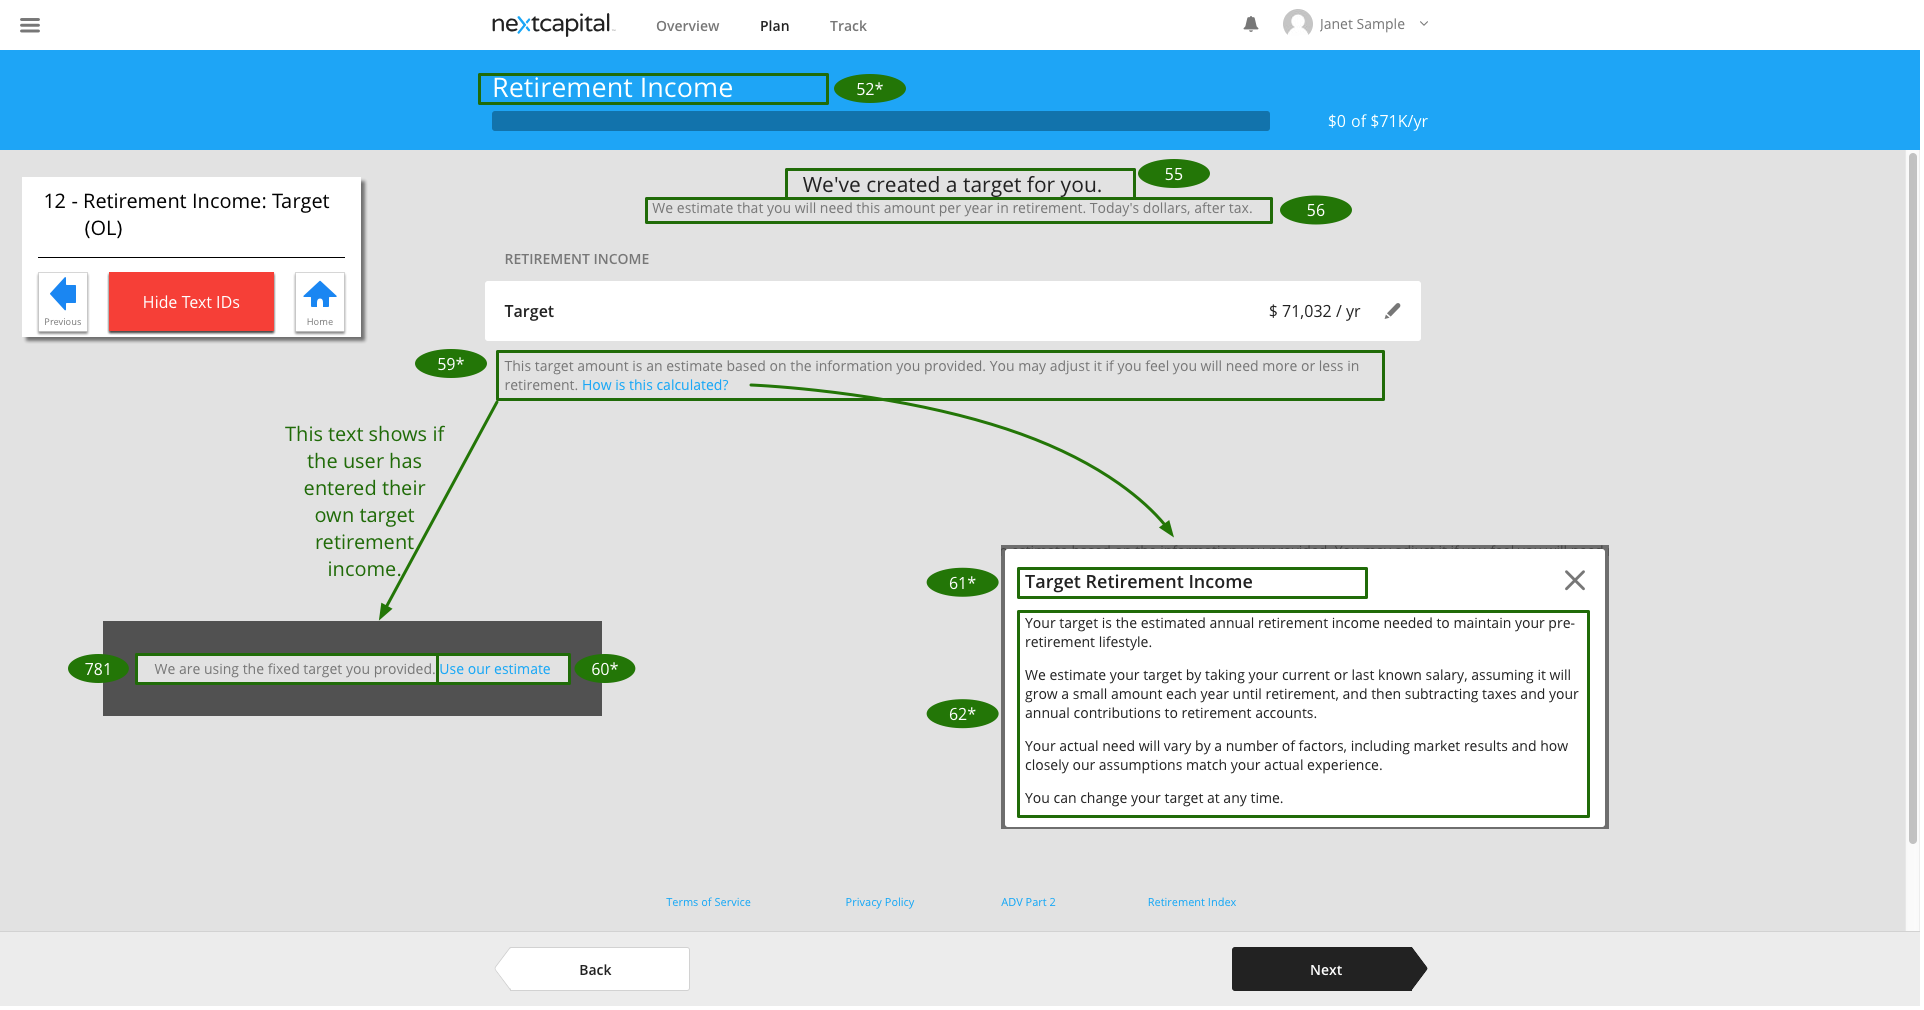 nextcapital
Overview
Plan
Track
Janet Sample
Retirement Income
52*
$0 of $71K/yr
12 - Retirement Income: Target
(OL)
Previous
Hide Text IDs
Home
We've created a target for you.
55
We estimate that you will need this amount per year in retirement. Today's dollars, after tax.
56
RETIREMENT INCOME
Target
$ 71,032 / yr
59*
This target amount is an estimate based on the information you provided. You may adjust it if you feel you will need more or less in
retirement. How is this calculated?
This text shows if
the user has
entered their
own target
retirement
income.
781
We are using the fixed target you provided. Use our estimate
60*
61*
Target Retirement Income
62*
Your target is the estimated annual retirement income needed to maintain your pre-
retirement lifestyle.
We estimate your target by taking your current or last known salary, assuming it will
grow a small amount each year until retirement, and then subtracting taxes and your
annual contributions to retirement accounts.
Your actual need will vary by a number of factors, including market results and how
closely our assumptions match your actual experience.
You can change your target at any time.
Terms of Service
Privacy Policy
ADV Part 2
Retirement Index
Back
Next